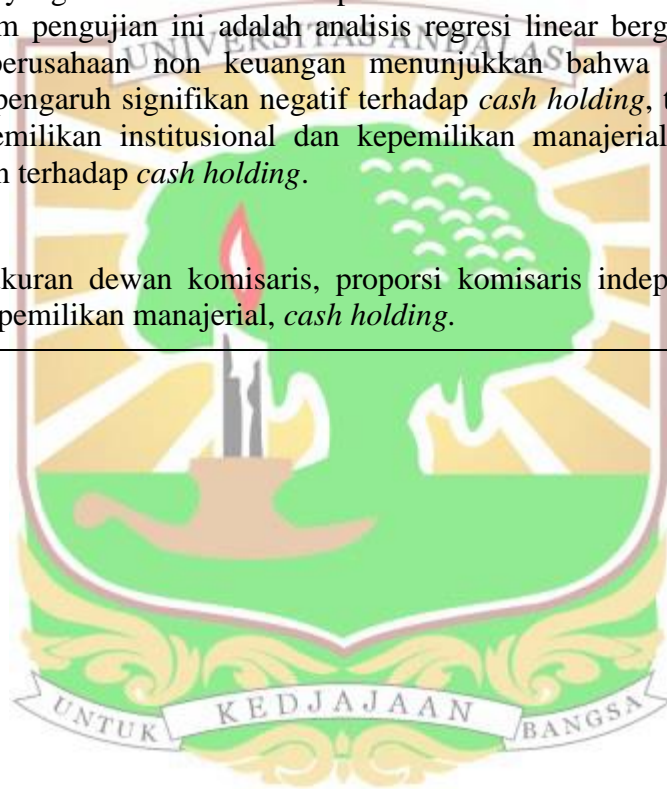 m pengujian ini adalah analisis regresi linear berg
UNIVERSITAS ANDALAS
perusahaan non keuangan menunjukkan bahwa
pengaruh signifikan negatif terhadap cash holding, t
emilikan institusional dan kepemilikan manajerial
n terhadap cash holding.
kuran dewan komisaris, proporsi komisaris indep
pemilikan manajerial, cash holding.
UNTUK KEDJAJAAN BANGSA